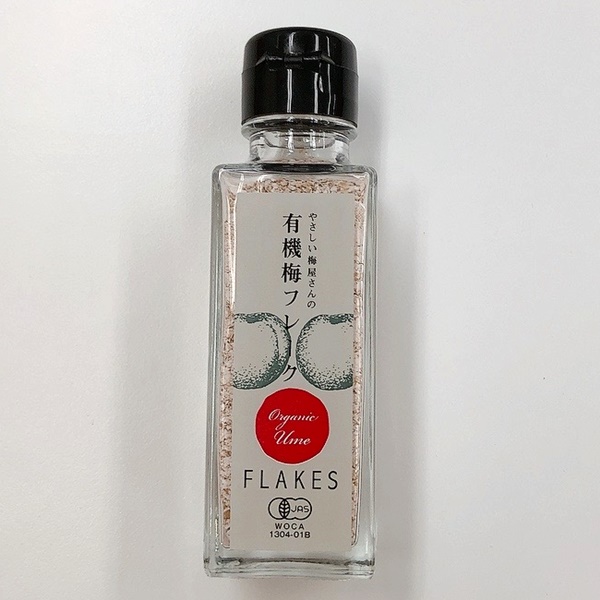 やさしい梅屋さんの
有機梅フレーク
Organic
Ume
FLAKES
JAS
WOCA
1304-01B